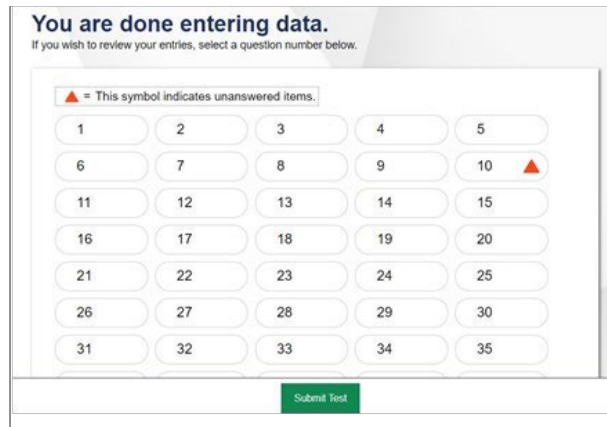 You are done entering data.
If you wish to review your entries, select a question number below.
= This symbol indicates unanswered items.
1 2 3 4 5
6 7 8 9 10
11 12 13 14 15
16 17 18 19 20
21 22 23 24 25
26 27 28 29 30
31 32 33 34 35
Submit Test